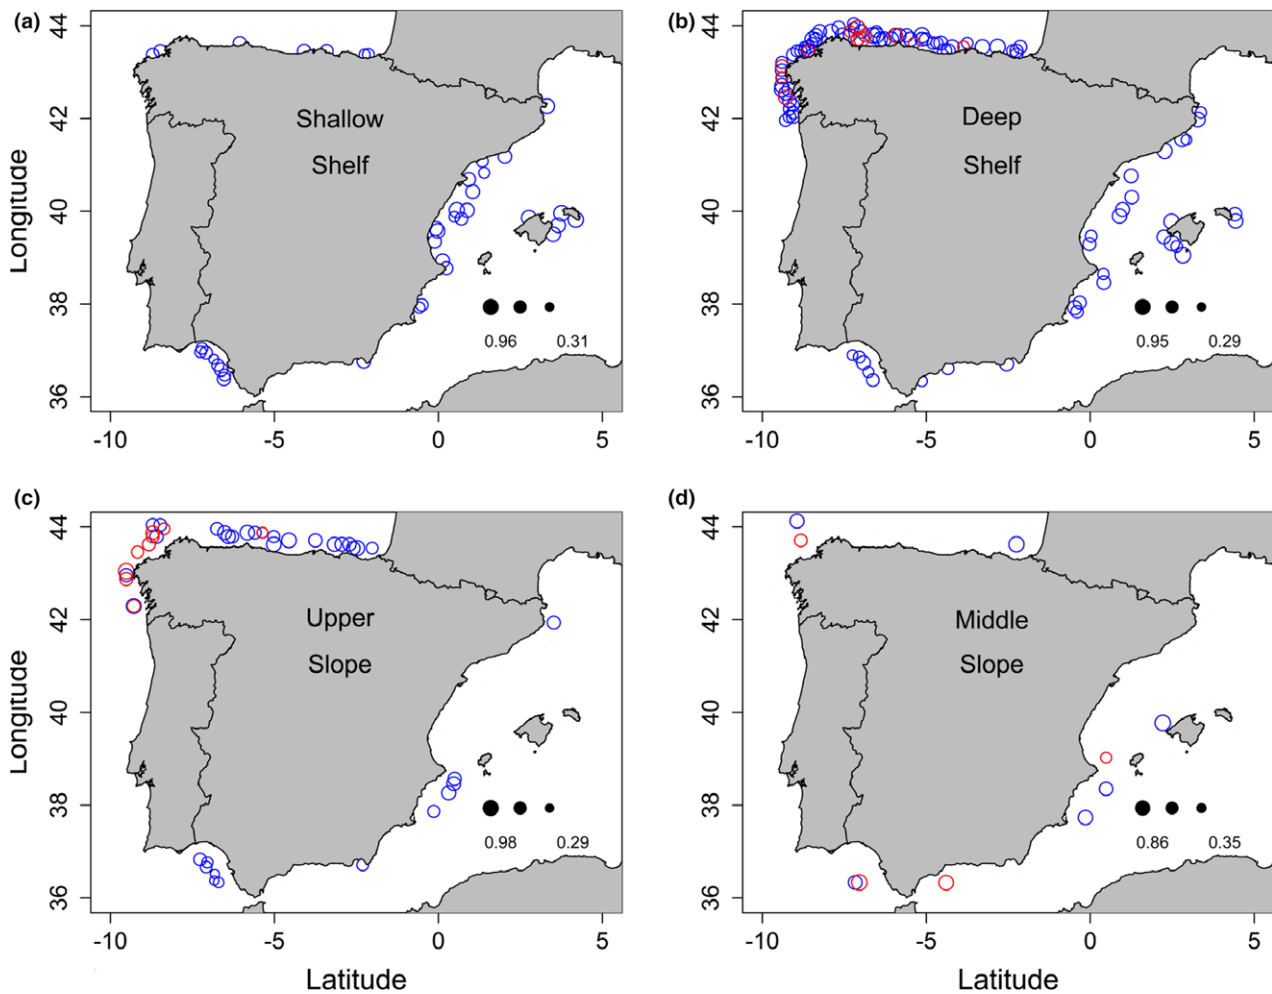 (a)
(b)
44
42
40
38
36
Longitude
Shallow
Shelf
0.96 0.31
-10 -5 0 5
44
42
40
38
36
Deep
Shelf
0.95 0.29
-10 -5 0 5
(c)
(d)
44
42
40
38
36
Longitude
Upper
Slope
0.98 0.29
-10 -5 0 5
Latitude
44
42
40
38
36
Middle
Slope
0.86 0.35
-10 -5 0 5
Latitude